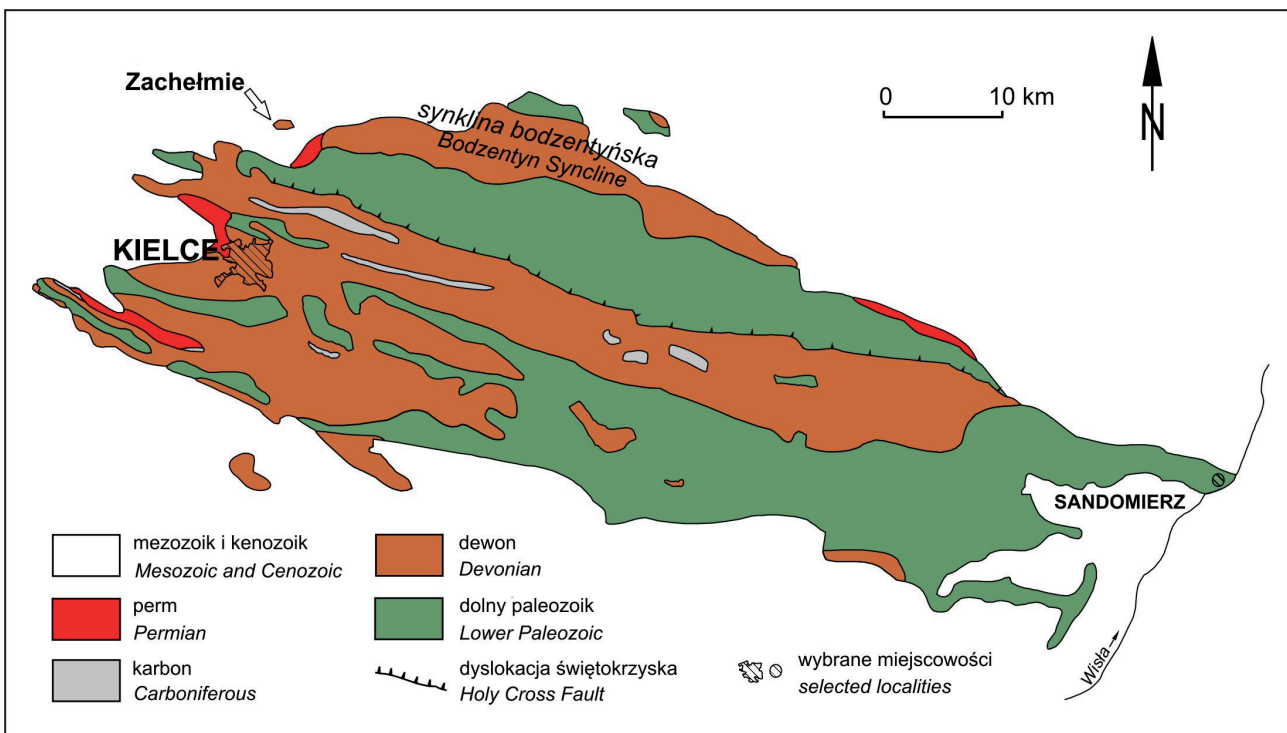 Zachełmie
synklina bodzentyńska
Bodzentyn Syncline
0 10 km
N
KIELCE
SANDOMIERZ
Wisła
mezozoik i kenozoik
Mesozoic and Cenozoic
perm
Permian
karbon
Carboniferous
dewon
Devonian
dolny paleozoik
Lower Paleozoic
dyslokacja świętokrzyska
Holy Cross Fault
wybrane miejscowości
selected localities